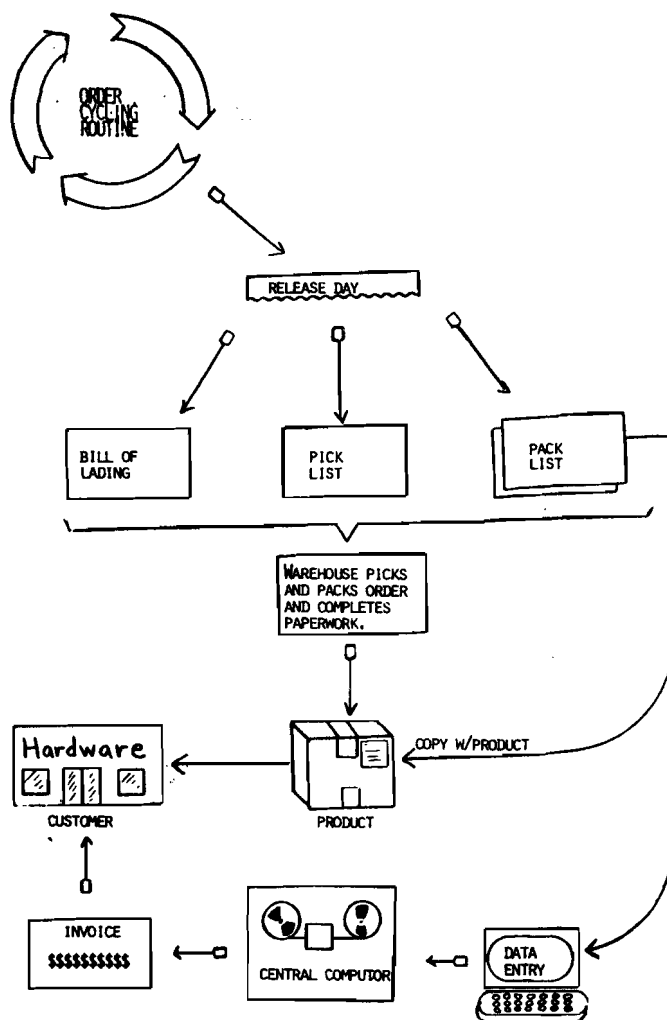 ORDER
CYCLING
ROUTINE
RELEASE DAY
BILL OF
LADING
PICK
LIST
PACK
LIST
WAREHOUSE PICKS
AND PACKS ORDER
AND COMPLETES
PAPERWORK.
Hardware
COPY W/PRODUCT
CUSTOMER
PRODUCT
INVOICE
$$$$$$$$$$
CENTRAL COMPUTOR
DATA
ENTRY